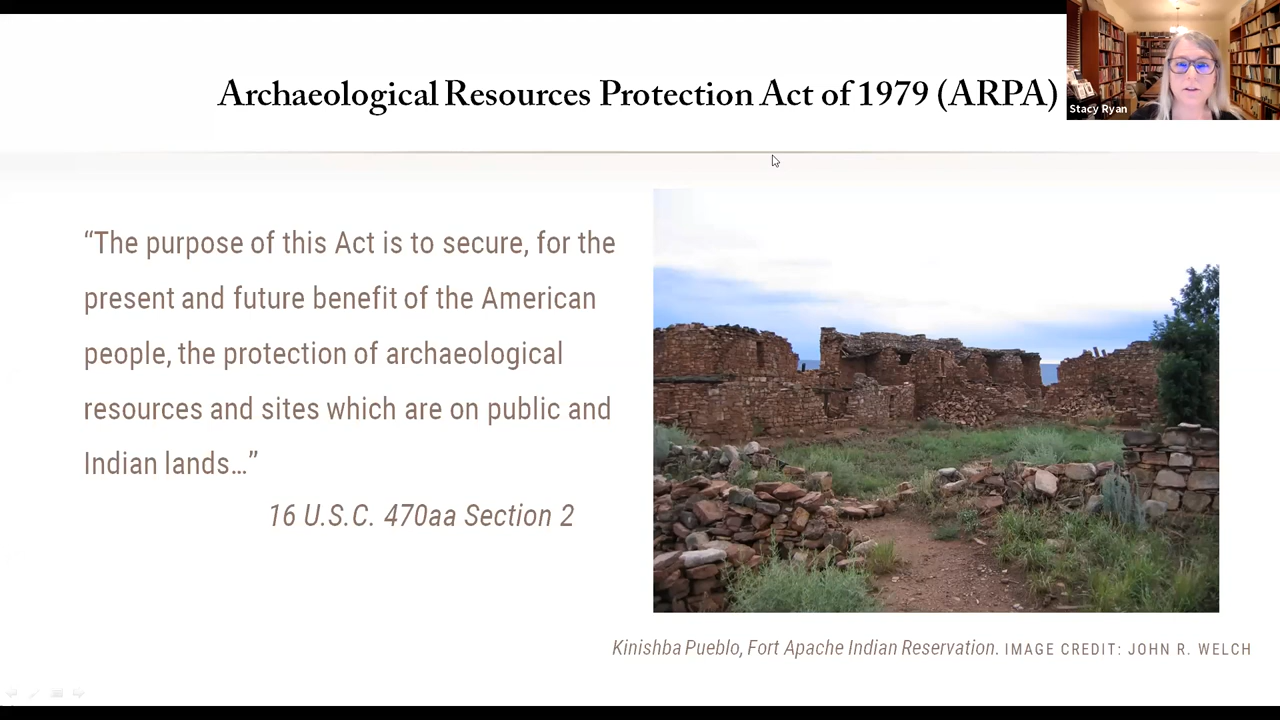 Archaeological Resources Protection Act of 1979 (ARPA)
Stacy Ryan
“The purpose of this Act is to secure, for the
present and future benefit of the American
people, the protection of archaeological
resources and sites which are on public and
Indian lands…”
16 U.S.C. 470aa Section 2
Kinishba Pueblo, Fort Apache Indian Reservation. IMAGE CREDIT: JOHN R. WELCH